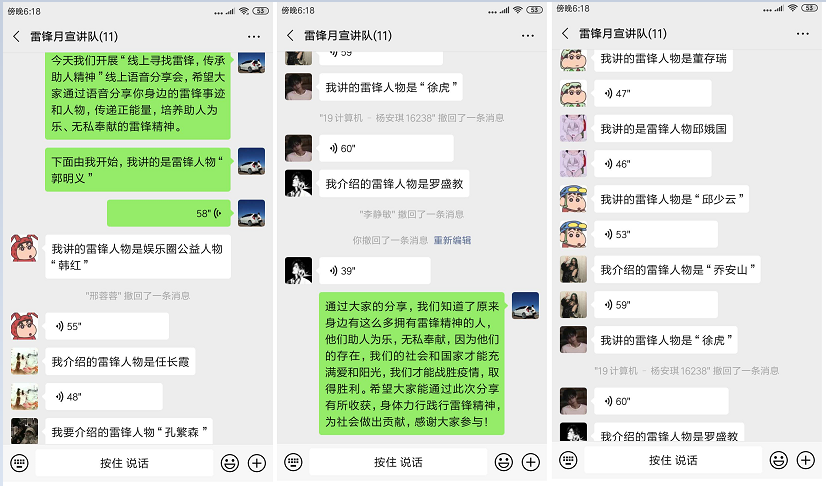 傍晚6:18
53
雷锋月宣讲队(11)
今天我们开展“线上寻找雷锋，传承
助人精神”线上语音分享会，希望大
家通过语音分享你身边的雷锋事迹
和人物，传递正能量，培养助人为
乐、无私奉献的雷锋精神。
下面由我开始，我讲的是雷锋人物“
郭明义”
58"
我讲的雷锋人物是娱乐圈公益人物
“韩红”
"邢蓉蓉" 撤回了一条消息
55"
我介绍的雷锋人物是任长霞
48"
我要介绍的雷锋人物“孔繁森”
按住 说话
傍晚6:18
53
雷锋月宣讲队(11)
59"
我讲的雷锋人物是“徐虎”
"19计算机 - 杨安琪16238" 撤回了一条消息
60"
我介绍的雷锋人物是罗盛教
"李静敏" 撤回了一条消息
你撤回了一条消息 重新编辑
39"
通过大家的分享，我们知道了原来
身边有这么多拥有雷锋精神的人，
他们助人为乐，无私奉献，因为他们
的存在，我们的社会和国家才能充
满爱和阳光，我们才能战胜疫情，取
得胜利。希望大家能通过此次分享
有所收获，身体力行践行雷锋精神，
为社会做出贡献，感谢大家参与！
按住 说话
傍晚6:18
53
雷锋月宣讲队(11)
我讲的雷锋人物是董存瑞
47"
我讲的是雷锋人物邱娥国
46"
我讲的雷锋人物是“邱少云”
53"
我介绍的雷锋人物是“乔安山”
59"
我讲的雷锋人物是“徐虎”
"19计算机 - 杨安琪16238" 撤回了一条消息
60"
我介绍的雷锋人物是罗盛教
按住 说话